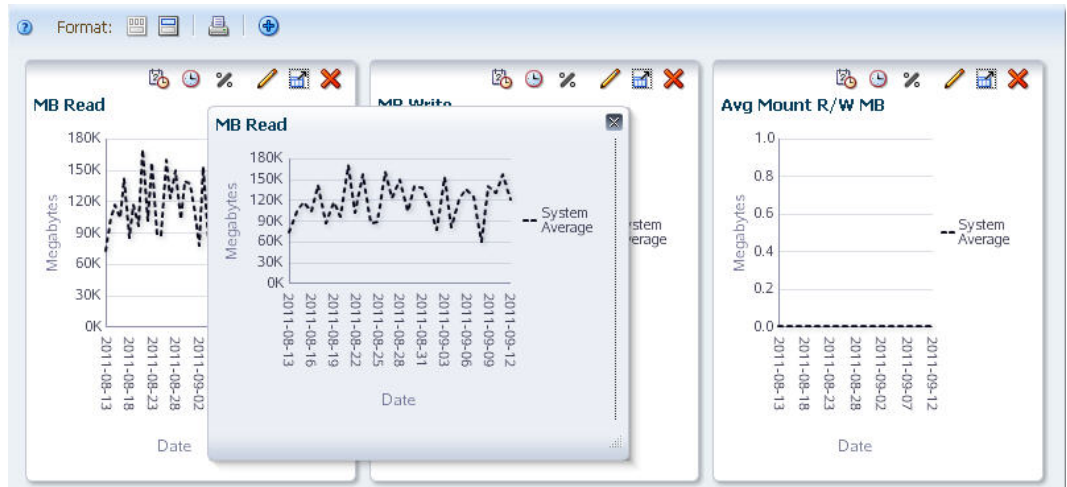 Format:
MB Read
180K
150K
120K
90K
60K
30K
0K
Megabytes
2011-08-13
2011-08-18
2011-08-23
2011-08-28
2011-09-02
Date
MB Write
MB Read
180K
150K
120K
90K
60K
30K
0K
Megabytes
2011-08-13
2011-08-16
2011-08-19
2011-08-22
2011-08-25
2011-08-28
2011-08-31
2011-09-03
2011-09-06
2011-09-09
2011-09-12
Date
System
Average
Avg Mount R/W MB
1.0
0.8
0.6
0.4
0.2
0.0
Megabytes
2011-08-13
2011-08-18
2011-08-23
2011-08-28
2011-09-02
2011-09-07
2011-09-12
Date
System
Average